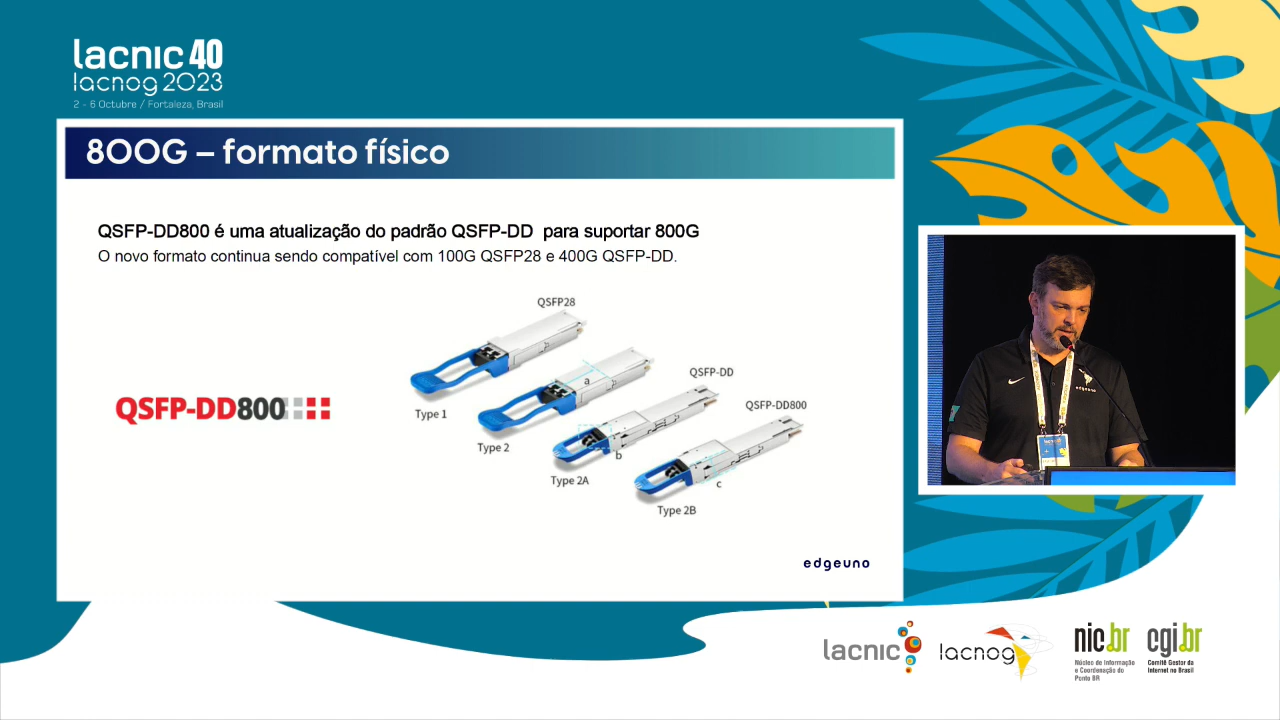 lacnic 40
lacnog 2023
2 - 6 Octubre / Fortaleza, Brasil
800G – formato físico
QSFP-DD800 é uma atualização do padrão QSFP-DD para suportar 800G
O novo formato continua sendo compatível com 100G QSFP28 e 400G QSFP-DD.
QSFP28
a
QSFP-DD
QSFP-DD800
QSFP-DD800
Type 1
Type 2
b
Type 2A
c
Type 2B
edgeuno
edgeuno
lacnic
lacnog
nic.br
Núcleo de Informação
e Coordenação do
Ponto BR
cgi.br
Comitê Gestor da
Internet no Brasil